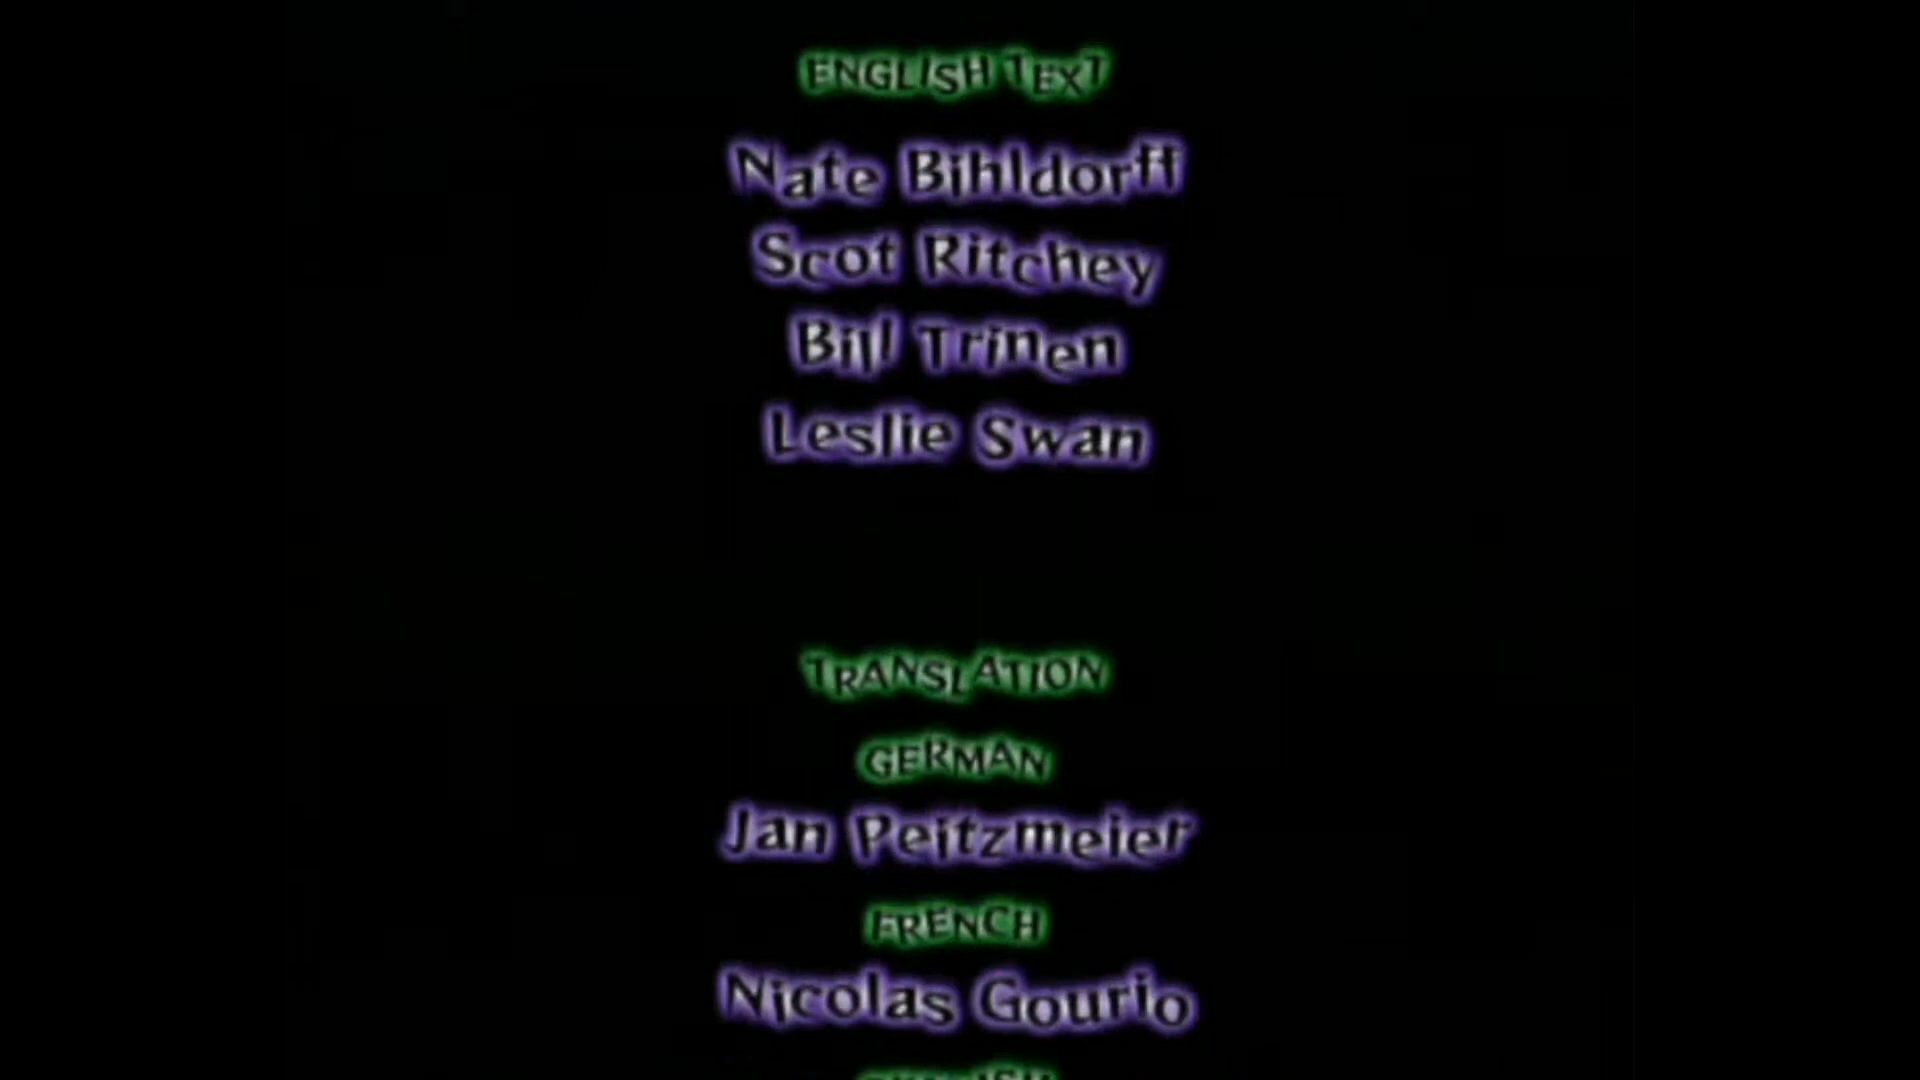 ENGLISH TEXT
Nate Bihldorff
Scot Ritchey
Bill Trinen
Leslie Swan
TRANSLATION
GERMAN
Jan Peitzmeier
FRENCH
Nicolas Gourio